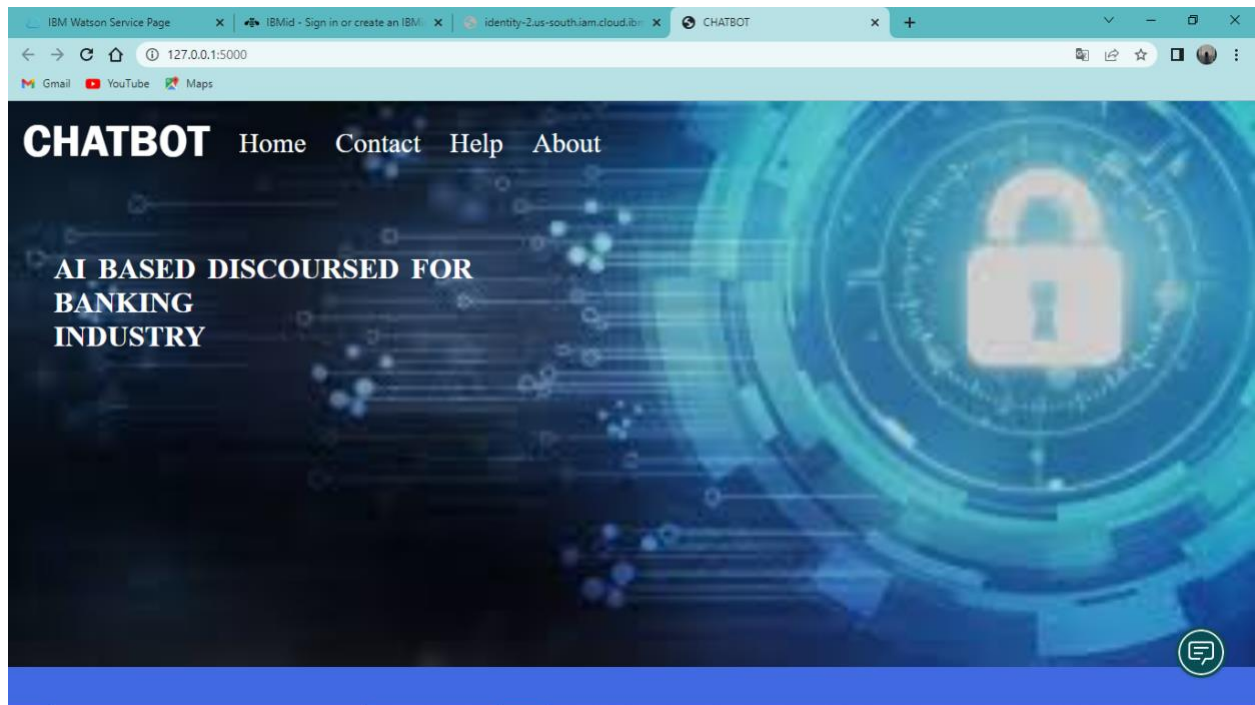 IBM Watson Service Page
IBMid - Sign in or create an IBMi
identity-2.us-south.iam.cloud.ibm
CHATBOT
127.0.0.1:5000
Gmail YouTube Maps
CHATBOT Home Contact Help About
AI BASED DISCOURSED FOR
BANKING
INDUSTRY